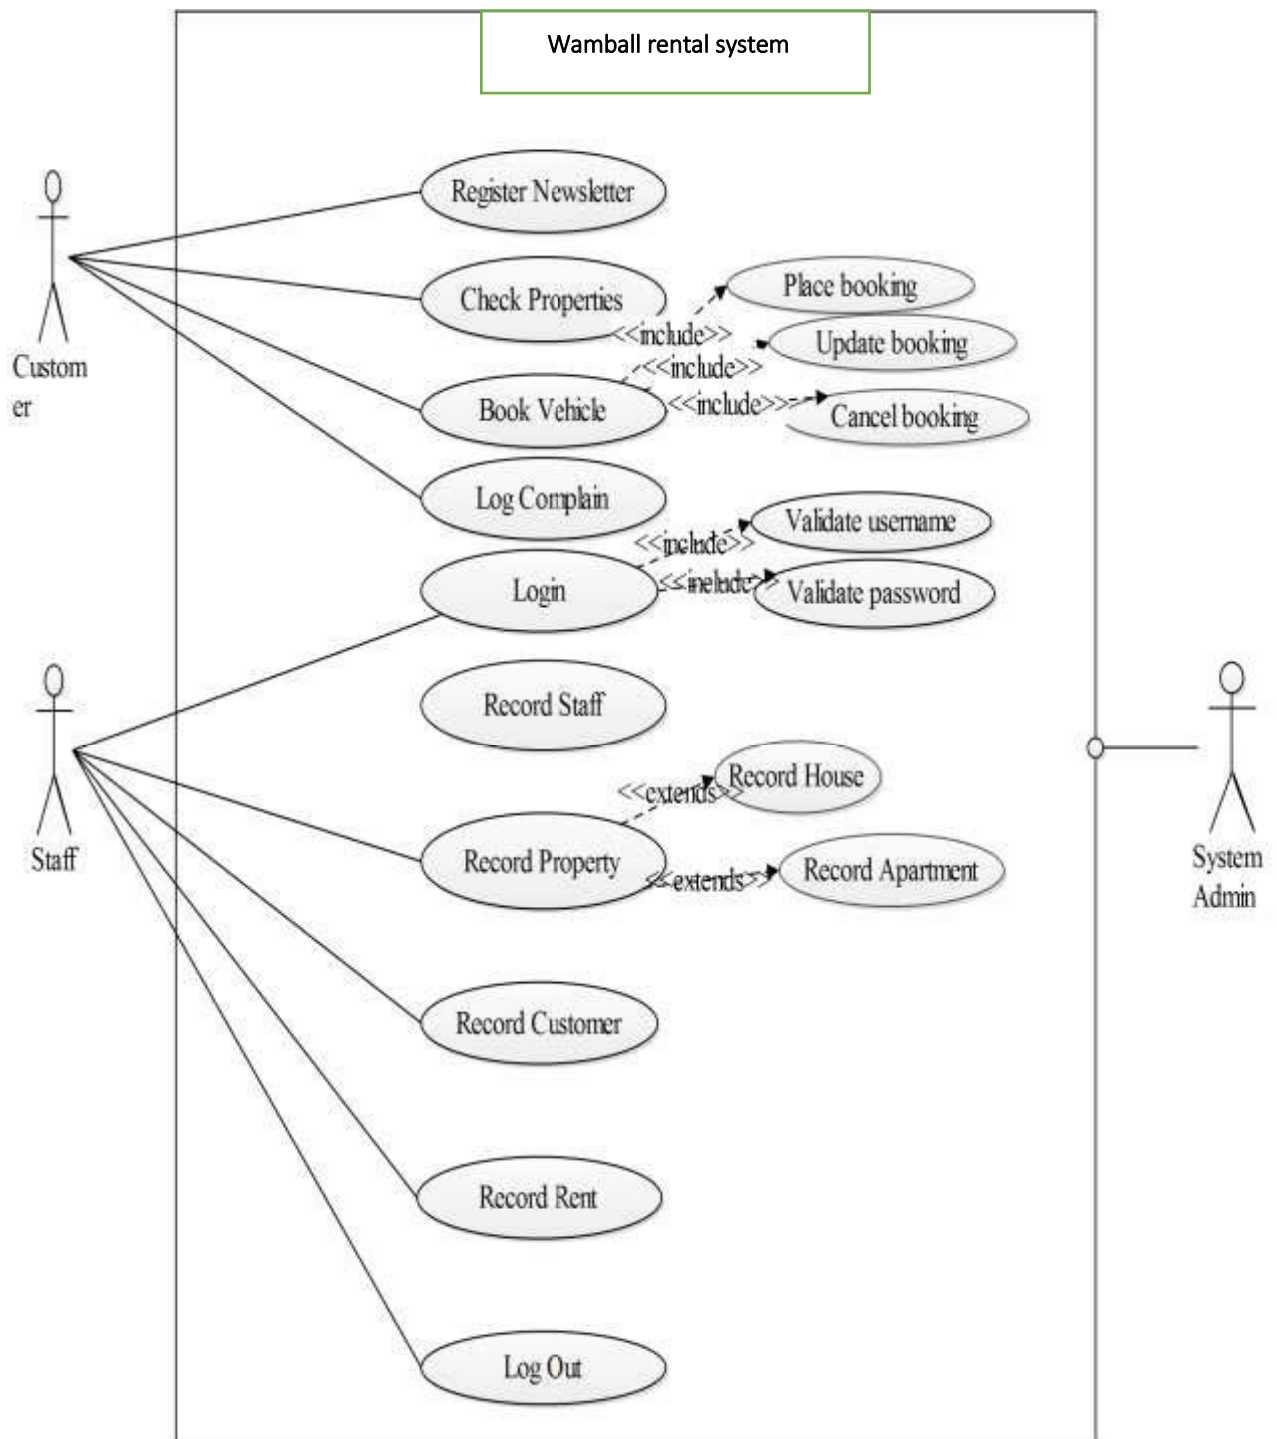 Wamball rental system
Register Newsletter
Check Properties
Place booking
<<include>>
Update booking
<<include>>
Custom
er
Book Vehicle
<<include>>
Cancel booking
Log Complain
Validate username
<<include>>
Login
<<include>>
Validate password
Record Staff
Record House
<<extends>>
Staff
Record Property
<<extends>>
Record Apartment
System
Admin
Record Customer
Record Rent
Log Out